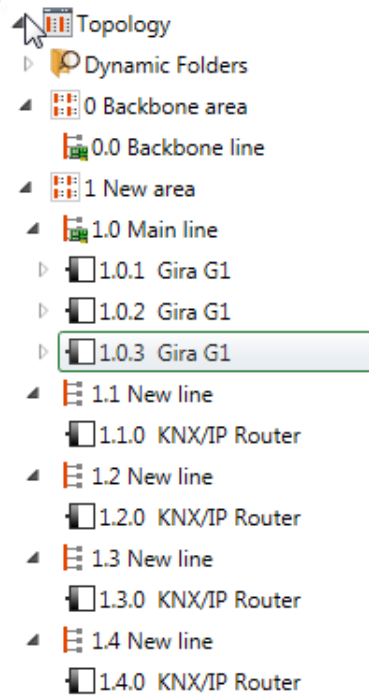 Topology
Dynamic Folders
0 Backbone area
0.0 Backbone line
1 New area
1.0 Main line
1.0.1 Gira G1
1.0.2 Gira G1
1.0.3 Gira G1
1.1 New line
1.1.0 KNX/IP Router
1.2 New line
1.2.0 KNX/IP Router
1.3 New line
1.3.0 KNX/IP Router
1.4 New line
1.4.0 KNX/IP Router